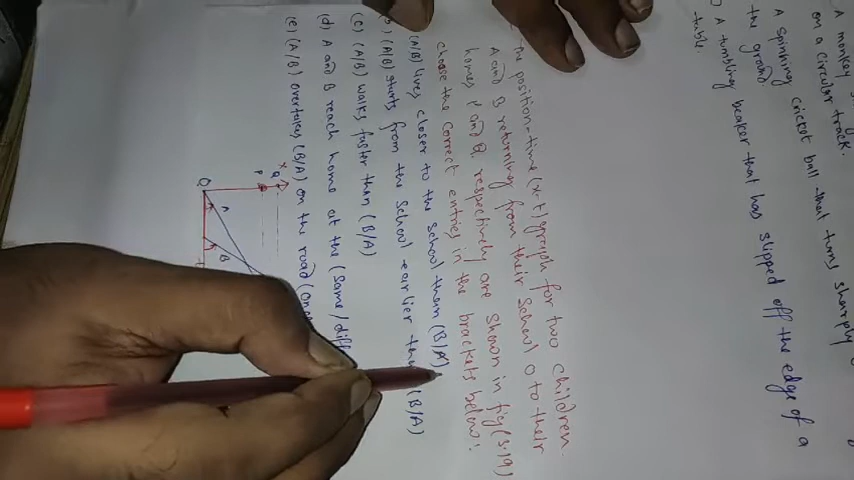 A monkey
on a circular track.
A spinning cricket ball that turns sharply
the ground.
A tumbling beaker that has slipped off the edge of a
table.
The position-time (x-t) graph for two children
A and B returning from their School O to their
homes P and Q respectively are shown in fig (3.19)
choose the correct entries in the brackets below:
(A/B) lives closer to the school than (B/A)
(A/B) starts from the School earlier (B/A)
(c) (A/B) walks faster than (B/A)
(d) A and B reach home at the (same/diff
(e) (A/B) overtakes (B/A) on the road
P Q x
O A
B